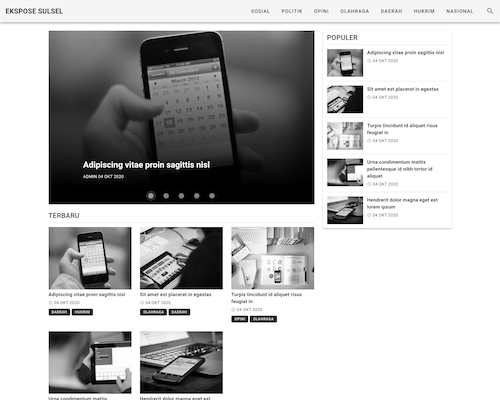 EKSPOSE SULSEL
SOSIAL POLITIK OPINI OLAHRAGA DAERAH HUKRIM NASIONAL
Adipiscing vitae proin sagittis nisl
ADMIN 04 OKT 2020
TERBARU
Adipiscing vitae proin sagittis nisl
04 OKT 2020
DAERAH HUKRIM
Sit amet est placerat in egestas
04 OKT 2020
OLAHRAGA DAERAH
Turpis tincidunt id aliquet risus
feugiat in
04 OKT 2020
OPINI OLAHRAGA
Urna condimentum mattis
Hendrerit dolor magna eget est
POPULER
Adipiscing vitae proin sagittis nisl
04 OKT 2020
Sit amet est placerat in egestas
04 OKT 2020
Turpis tincidunt id aliquet risus
feugiat in
04 OKT 2020
Urna condimentum mattis
pellentesque id nibh tortor id
aliquet
04 OKT 2020
Hendrerit dolor magna eget est
lorem ipsum
04 OKT 2020